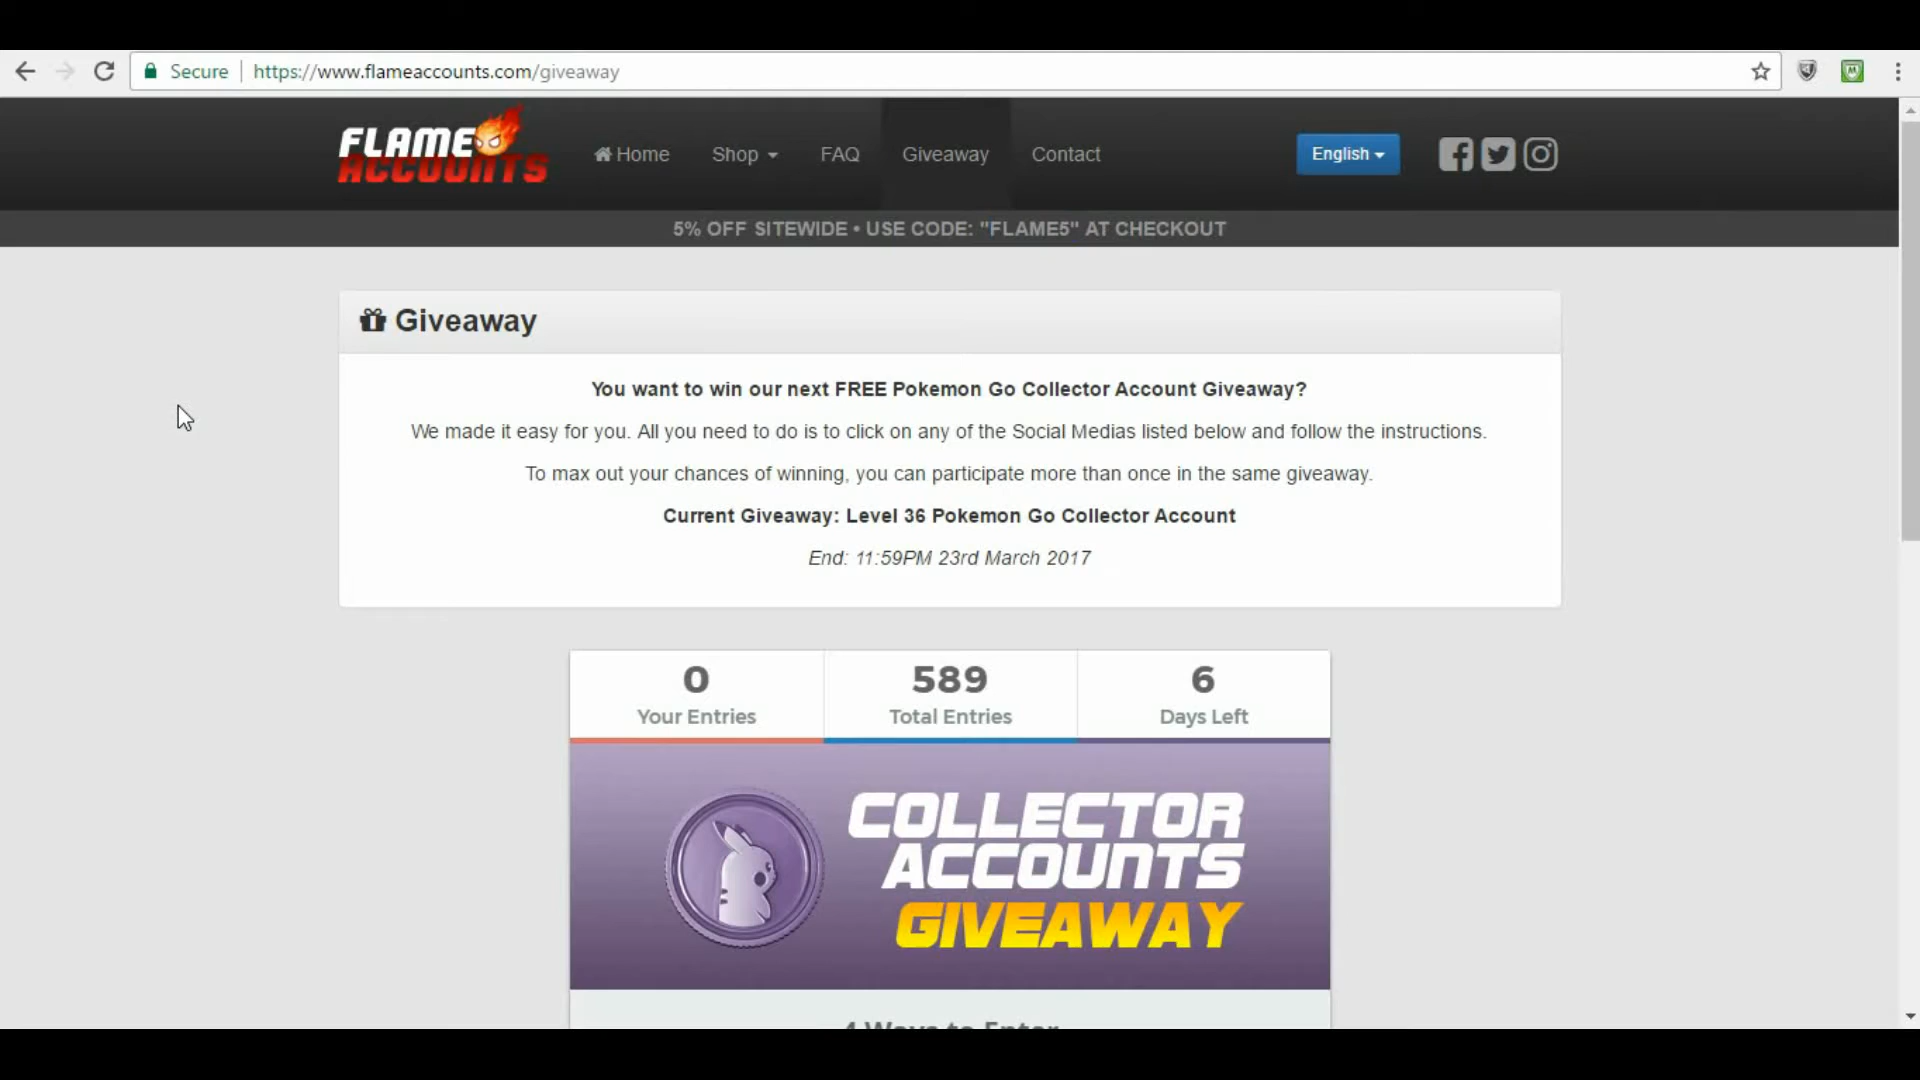 Secure https://www.flameaccounts.com/giveaway
FLAME ACCOUNTS
Home Shop FAQ Giveaway Contact English
5% OFF SITEWIDE • USE CODE: "FLAME5" AT CHECKOUT
Giveaway
You want to win our next FREE Pokemon Go Collector Account Giveaway?
We made it easy for you. All you need to do is to click on any of the Social Medias listed below and follow the instructions.
To max out your chances of winning, you can participate more than once in the same giveaway.
Current Giveaway: Level 36 Pokemon Go Collector Account
End: 11:59PM 23rd March 2017
0 589 6
Your Entries Total Entries Days Left
COLLECTOR
ACCOUNTS
GIVEAWAY
4 Ways to Enter